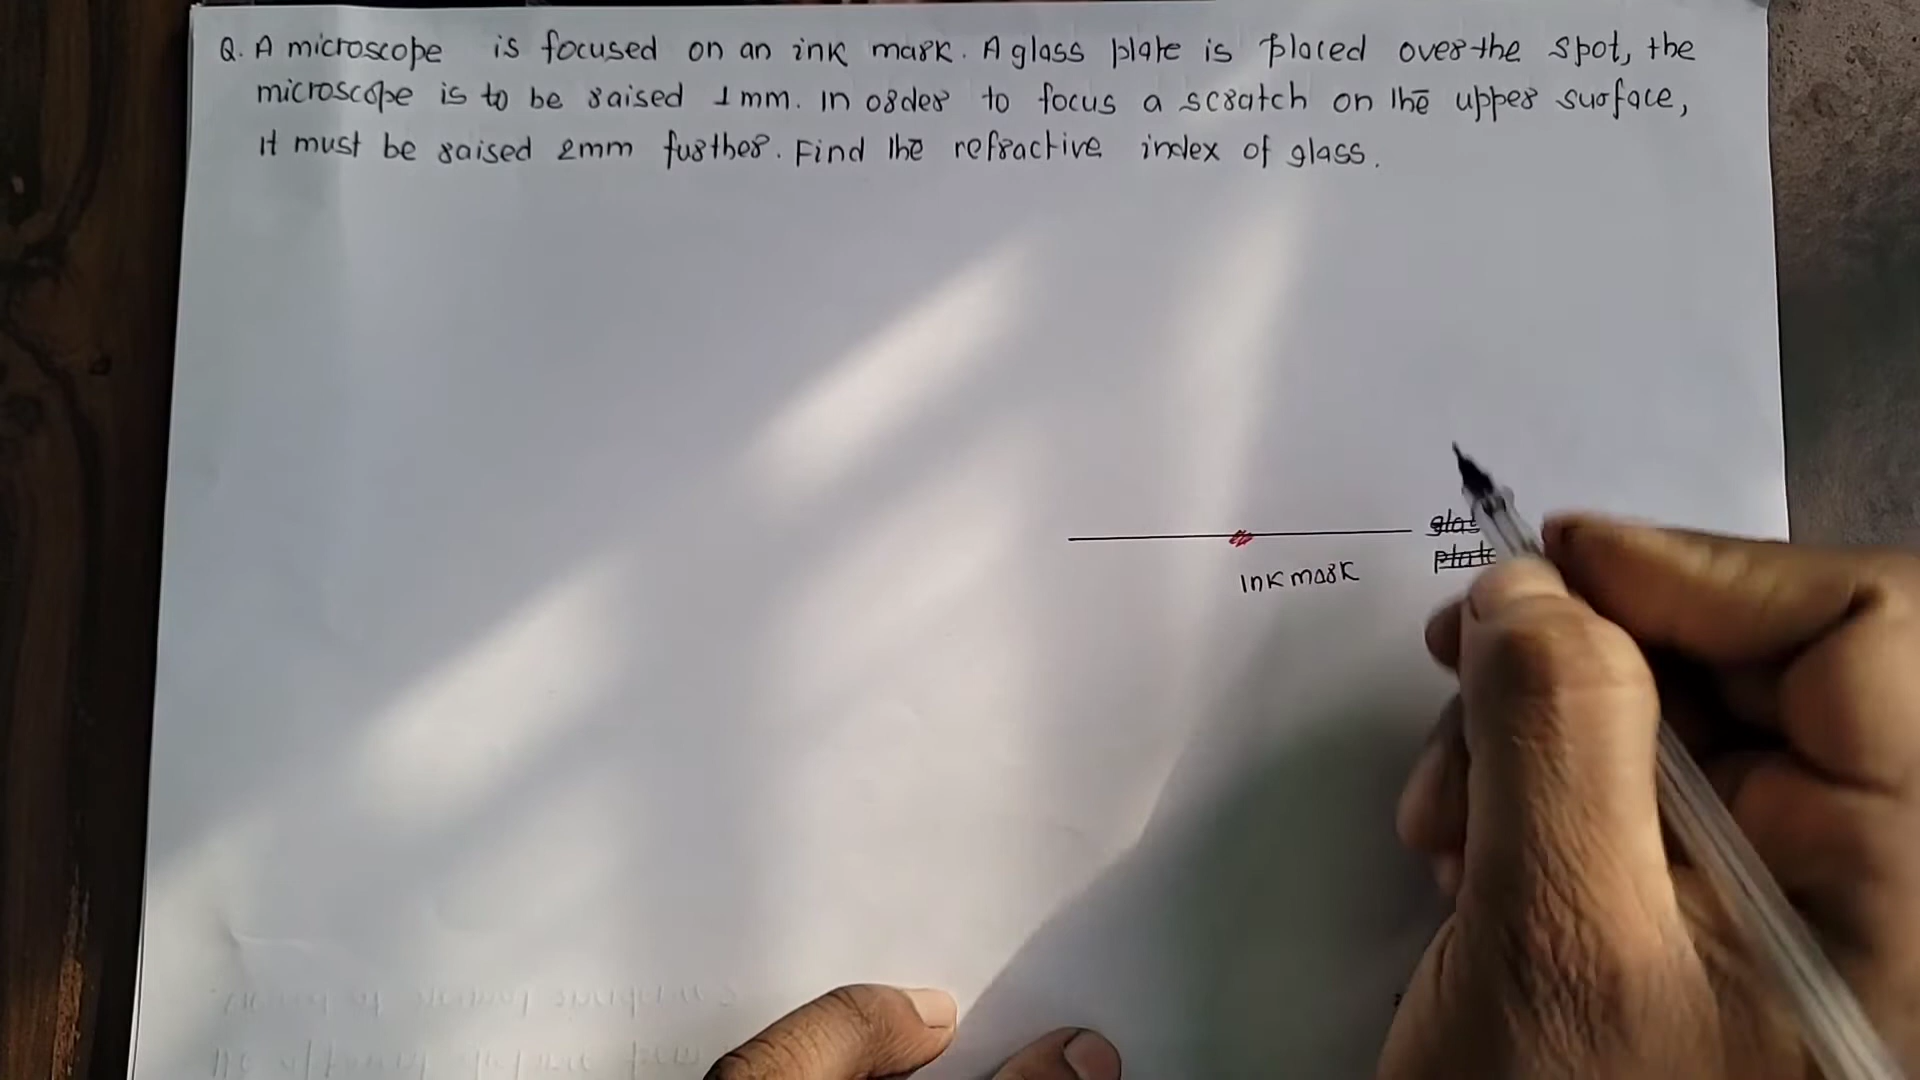 Q. A microscope is focused on an ink mark. A glass plate is placed over the spot, the
microscope is to be raised 1mm. In order to focus a scratch on the upper surface,
it must be raised 2mm further. Find the refractive index of glass.
Ink mark